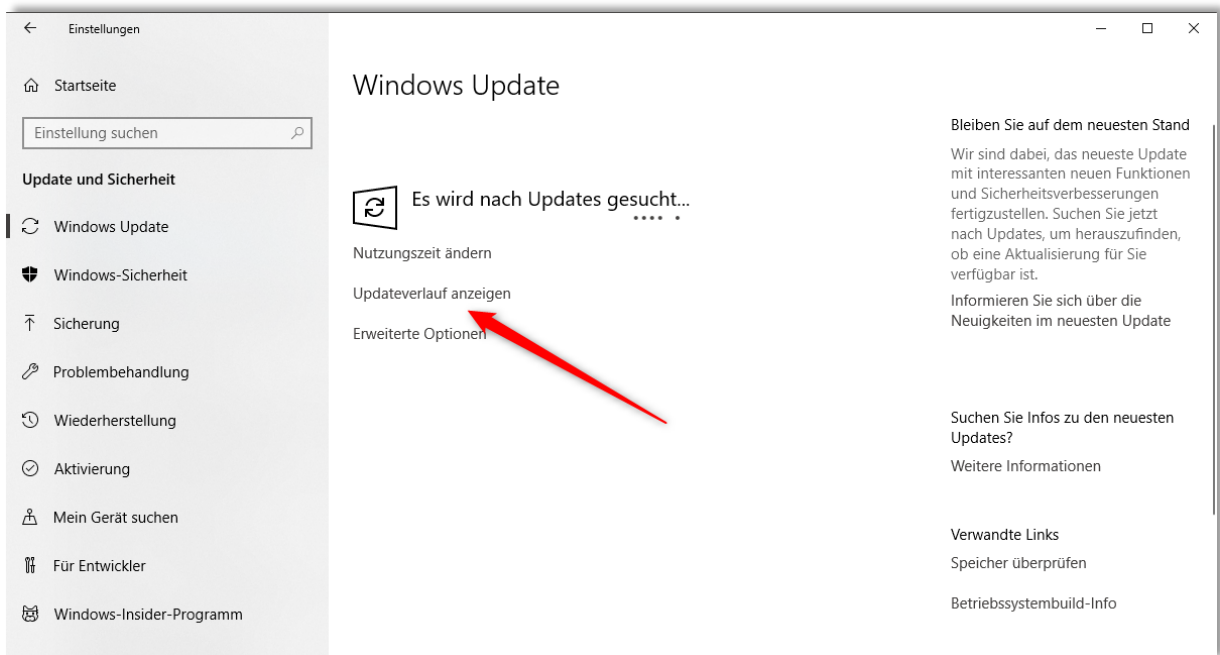 Einstellungen
Startseite
Einstellung suchen
Update und Sicherheit
Windows Update
Windows-Sicherheit
Sicherung
Problembehandlung
Wiederherstellung
Aktivierung
Mein Gerät suchen
Für Entwickler
Windows-Insider-Programm
Windows Update
Es wird nach Updates gesucht...
Nutzungszeit ändern
Updateverlauf anzeigen
Erweiterte Optionen
Bleiben Sie auf dem neuesten Stand
Wir sind dabei, das neueste Update
mit interessanten neuen Funktionen
und Sicherheitsverbesserungen
fertigzustellen. Suchen Sie jetzt
nach Updates, um herauszufinden,
ob eine Aktualisierung für Sie
verfügbar ist.
Informieren Sie sich über die
Neuigkeiten im neuesten Update
Suchen Sie Infos zu den neuesten
Updates?
Weitere Informationen
Verwandte Links
Speicher überprüfen
Betriebssystembuild-Info